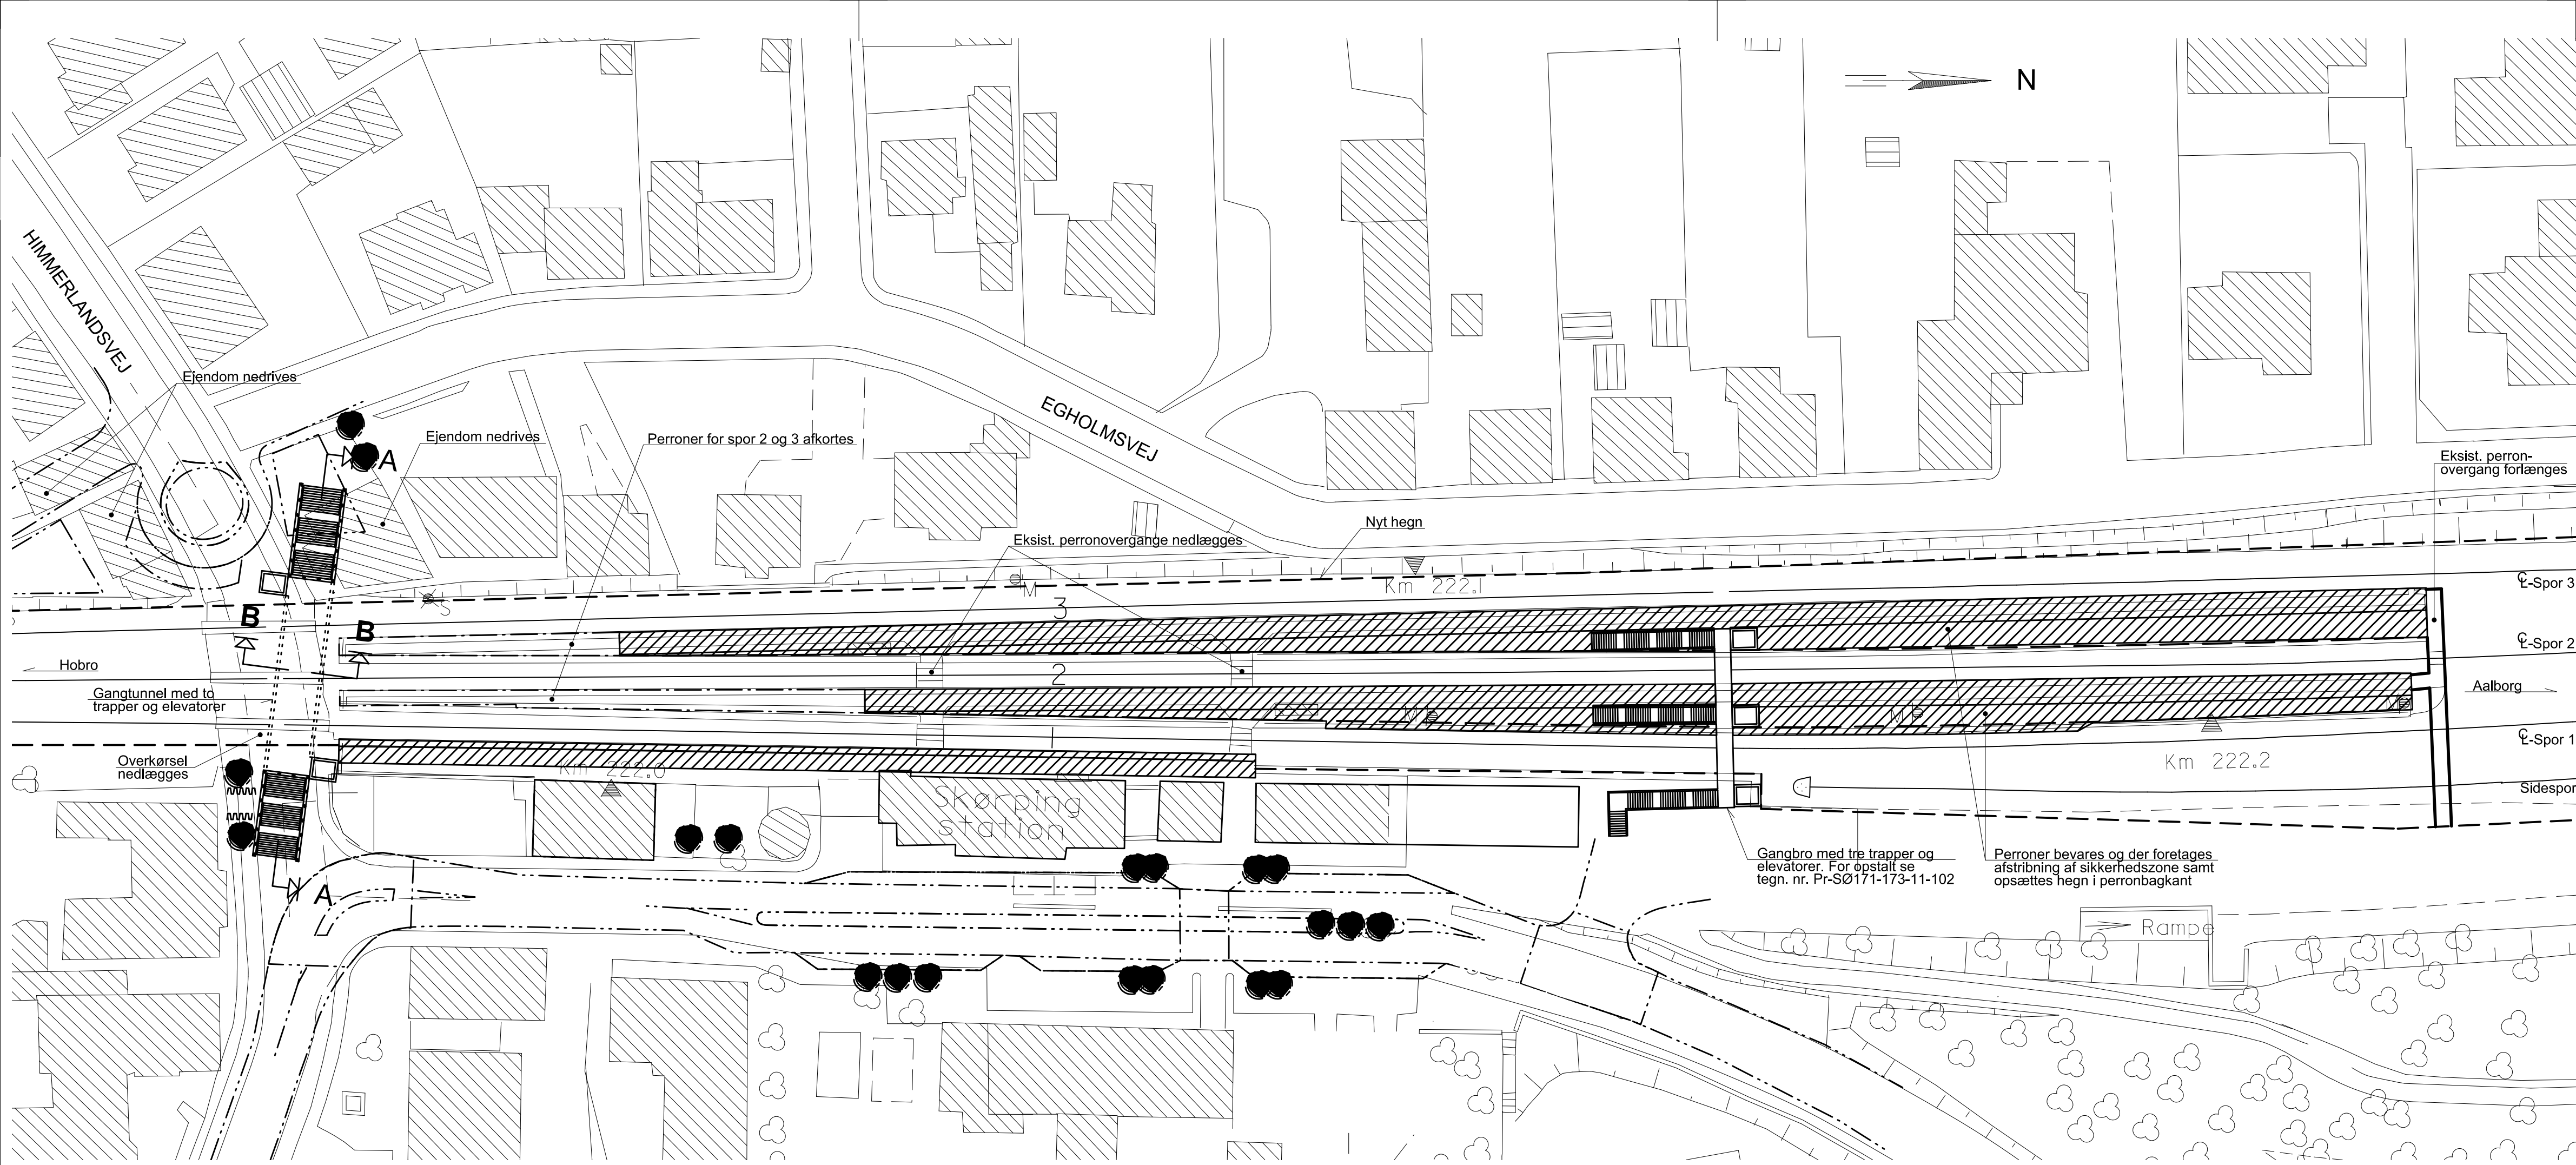 N
HIMMERLANDSVEJ
Ejendom nedrives
Ejendom nedrives
Perroner for spor 2 og 3 afkortes
EGHOLMSVEJ
A
Eksist. perron-
overgang forlænges
Nyt hegn
Eksist. perronovergange nedlægges
Km 222.1
M
S
3
℄-Spor 3
B
B
℄-Spor 2
Hobro
2
Gangtunnel med to
trapper og elevatorer
Aalborg
M
M
M
℄-Spor 1
1
Overkørsel
nedlægges
Km 222.0
Km 222.2
Skørping
station
Sidespor
Gangbro med tre trapper og
elevatorer. For opstalt se
tegn. nr. Pr-SØ171-173-11-102
Perroner bevares og der foretages
afstribning af sikkerhedszone samt
opsættes hegn i perronbagkant
A
Rampe